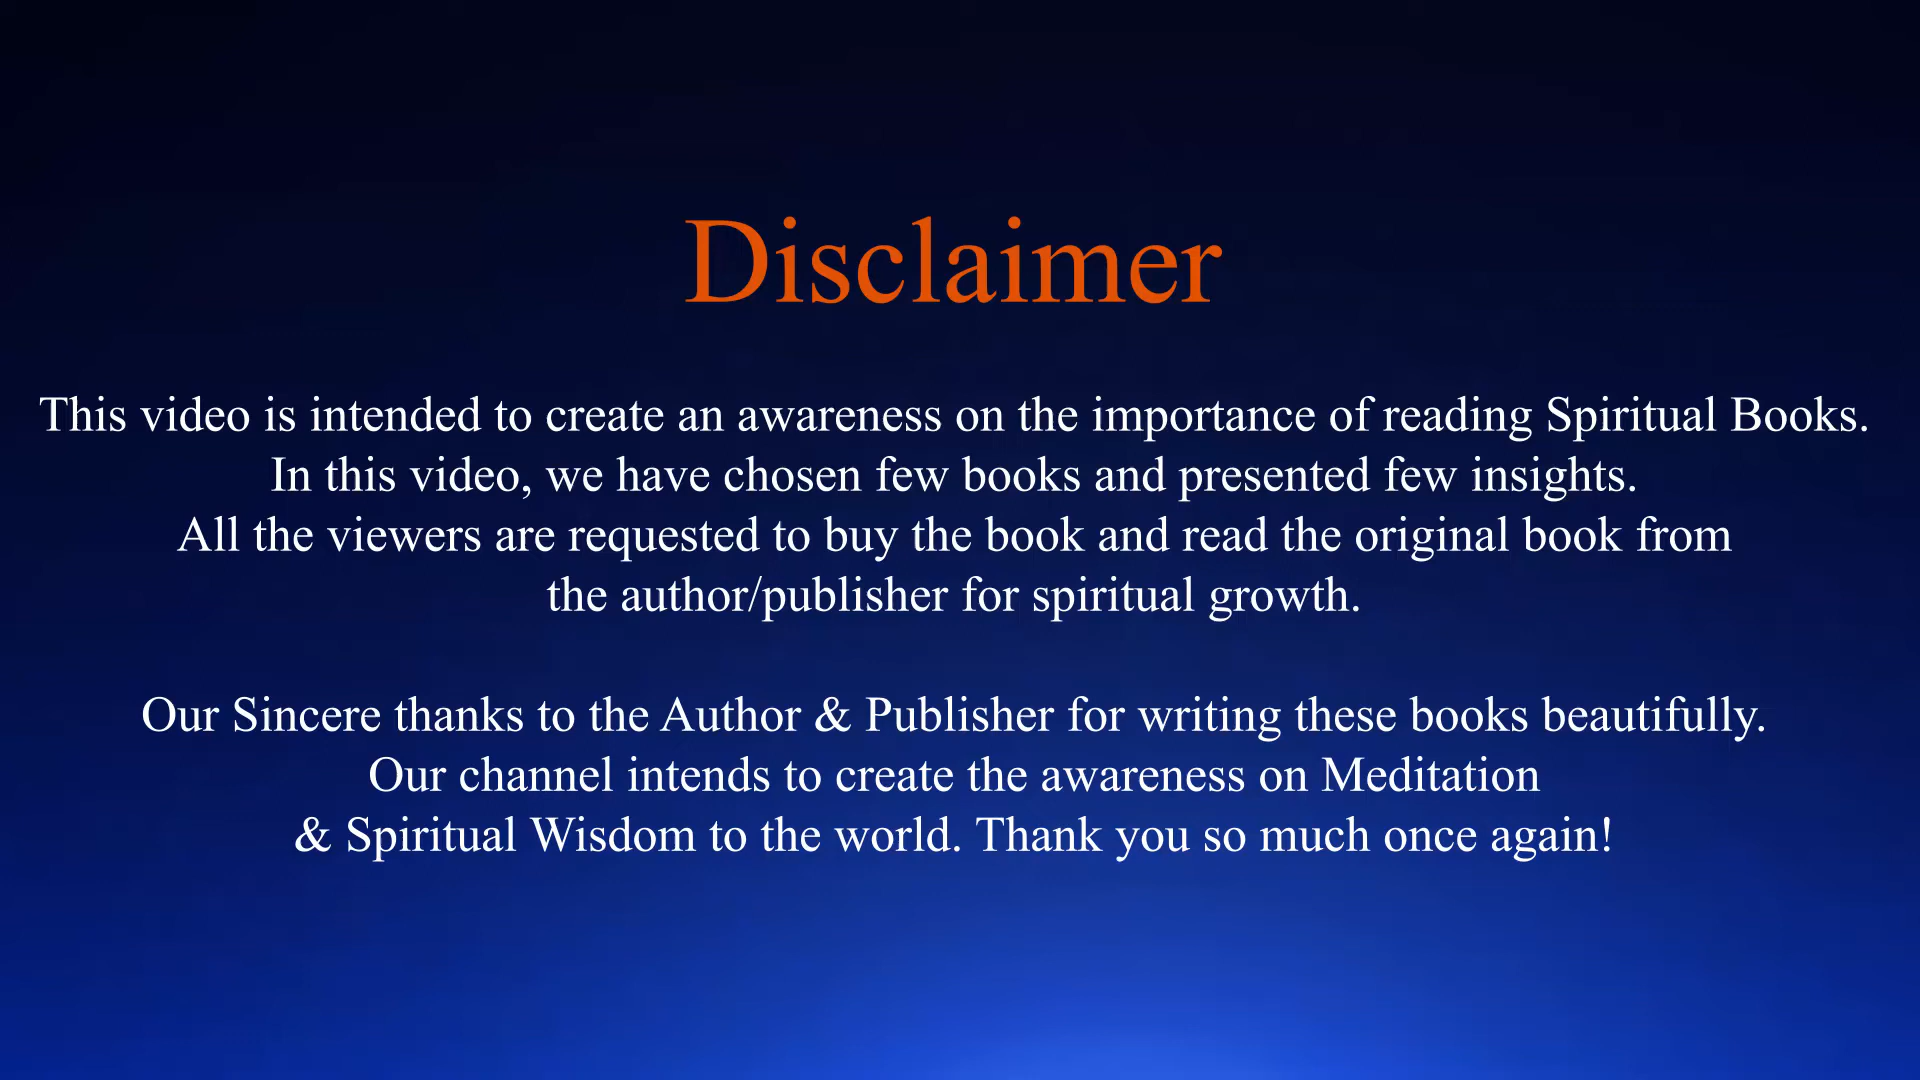 Disclaimer
This video is intended to create an awareness on the importance of reading Spiritual Books.
In this video, we have chosen few books and presented few insights.
All the viewers are requested to buy the book and read the original book from
the author/publisher for spiritual growth.
Our Sincere thanks to the Author & Publisher for writing these books beautifully.
Our channel intends to create the awareness on Meditation
& Spiritual Wisdom to the world. Thank you so much once again!